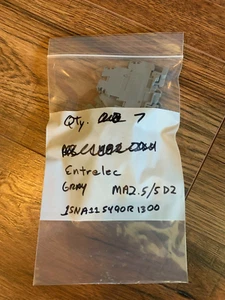 Qty. 7
Entrelec
Gray MA2.5/5D2
1SNA115490R1300